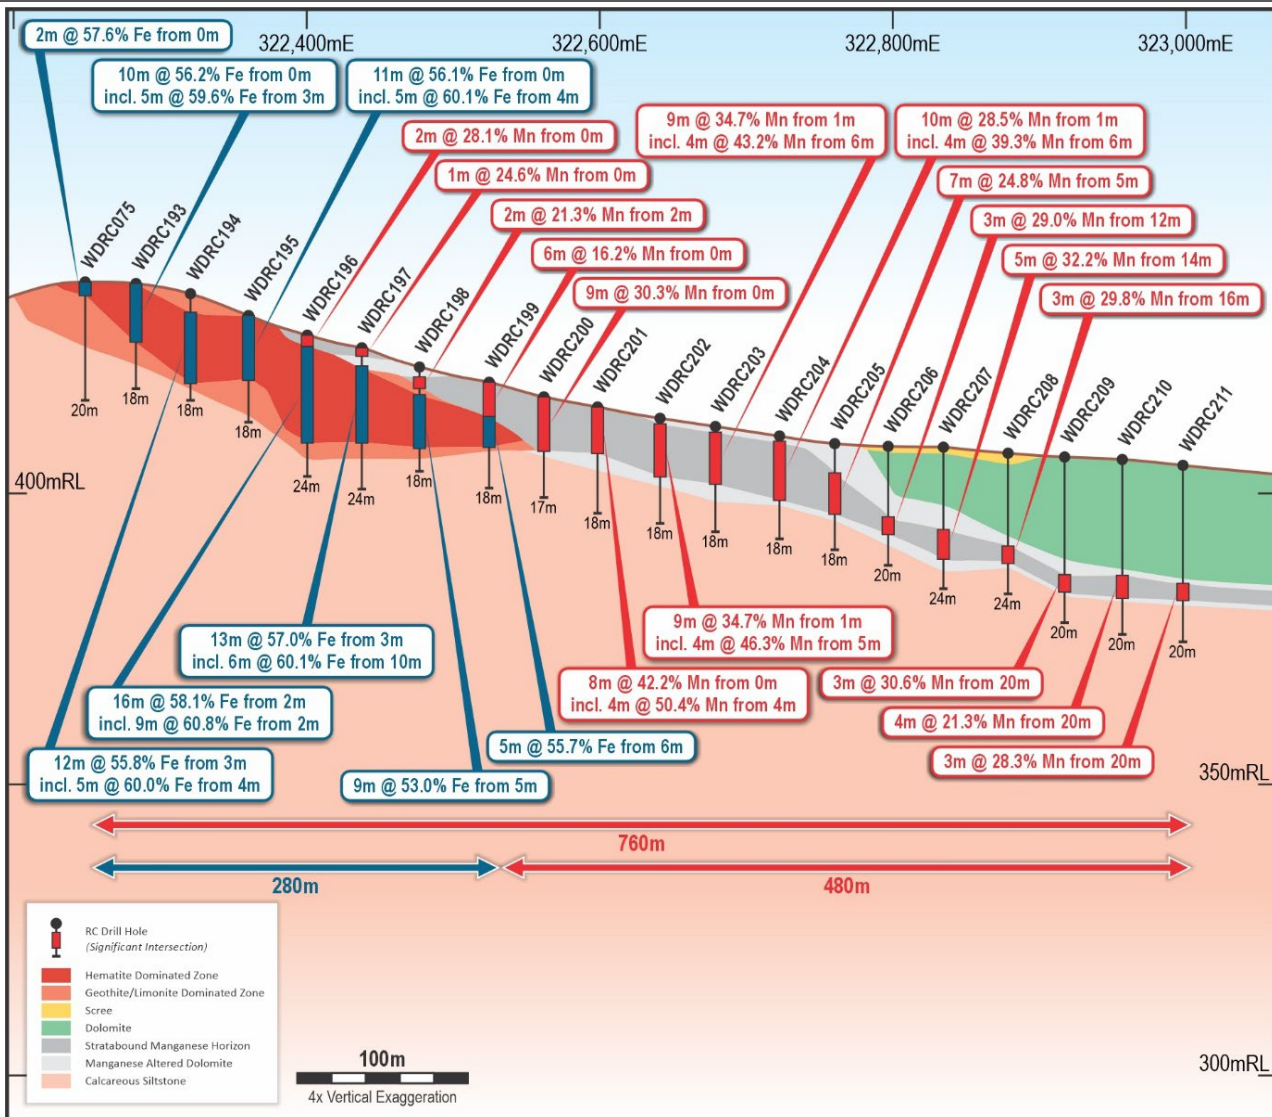 322,400mE
322,600mE
322,800mE
323,000mE
2m @ 57.6% Fe from 0m
10m @ 56.2% Fe from 0m
incl. 5m @ 59.6% Fe from 3m
11m @ 56.1% Fe from 0m
incl. 5m @ 60.1% Fe from 4m
2m @ 28.1% Mn from 0m
1m @ 24.6% Mn from 0m
2m @ 21.3% Mn from 2m
6m @ 16.2% Mn from 0m
9m @ 30.3% Mn from 0m
9m @ 34.7% Mn from 1m
incl. 4m @ 43.2% Mn from 6m
10m @ 28.5% Mn from 1m
incl. 4m @ 39.3% Mn from 6m
7m @ 24.8% Mn from 5m
3m @ 29.0% Mn from 12m
5m @ 32.2% Mn from 14m
3m @ 29.8% Mn from 16m
WDRC075
WDRC193
WDRC194
WDRC195
WDRC196
WDRC197
WDRC198
WDRC199
WDRC200
WDRC201
WDRC202
WDRC203
WDRC204
WDRC205
WDRC206
WDRC207
WDRC208
WDRC209
WDRC210
WDRC211
20m
18m
18m
18m
24m
24m
18m
18m
17m
18m
18m
18m
18m
18m
20m
24m
24m
20m
20m
20m
400mRL
13m @ 57.0% Fe from 3m
incl. 6m @ 60.1% Fe from 10m
16m @ 58.1% Fe from 2m
incl. 9m @ 60.8% Fe from 2m
12m @ 55.8% Fe from 3m
incl. 5m @ 60.0% Fe from 4m
9m @ 53.0% Fe from 5m
5m @ 55.7% Fe from 6m
9m @ 34.7% Mn from 1m
incl. 4m @ 46.3% Mn from 5m
8m @ 42.2% Mn from 0m
incl. 4m @ 50.4% Mn from 4m
3m @ 30.6% Mn from 20m
4m @ 21.3% Mn from 20m
3m @ 28.3% Mn from 20m
350mRL
760m
280m
480m
RC Drill Hole
(Significant Intersection)
Hematite Dominated Zone
Geothite/Limonite Dominated Zone
Scree
Dolomite
Stratabound Manganese Horizon
Manganese Altered Dolomite
Calcareous Siltstone
100m
4x Vertical Exaggeration
300mRL